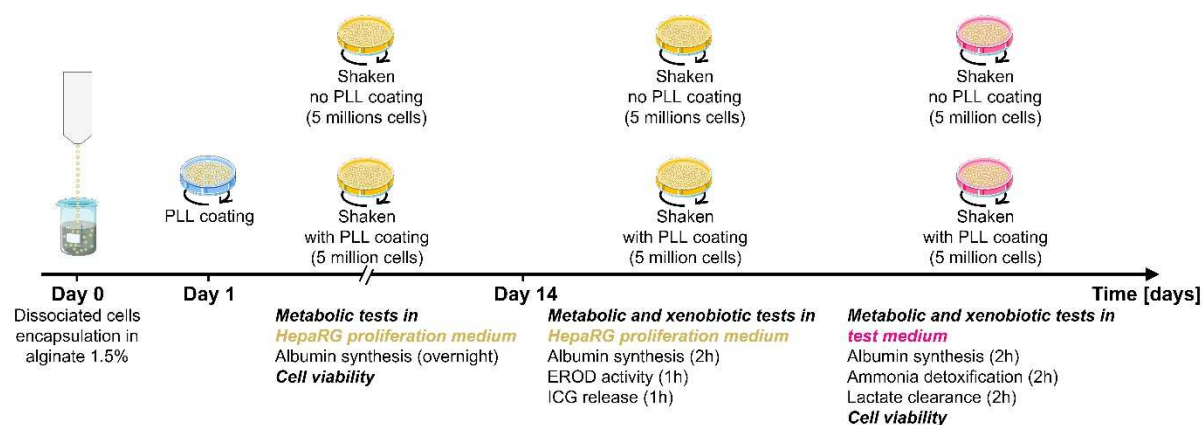 Shaken
no PLL coating
(5 millions cells)
Shaken
no PLL coating
(5 millions cells)
Shaken
no PLL coating
(5 million cells)
PLL coating
Shaken
with PLL coating
(5 million cells)
Shaken
with PLL coating
(5 million cells)
Shaken
with PLL coating
(5 million cells)
Day 0
Day 1
Day 14
Time [days]
Dissociated cells
encapsulation in
alginate 1.5%
Metabolic tests in
HepaRG proliferation medium
Albumin synthesis (overnight)
Cell viability
Metabolic and xenobiotic tests in
HepaRG proliferation medium
Albumin synthesis (2h)
EROD activity (1h)
ICG release (1h)
Metabolic and xenobiotic tests in
test medium
Albumin synthesis (2h)
Ammonia detoxification (2h)
Lactate clearance (2h)
Cell viability